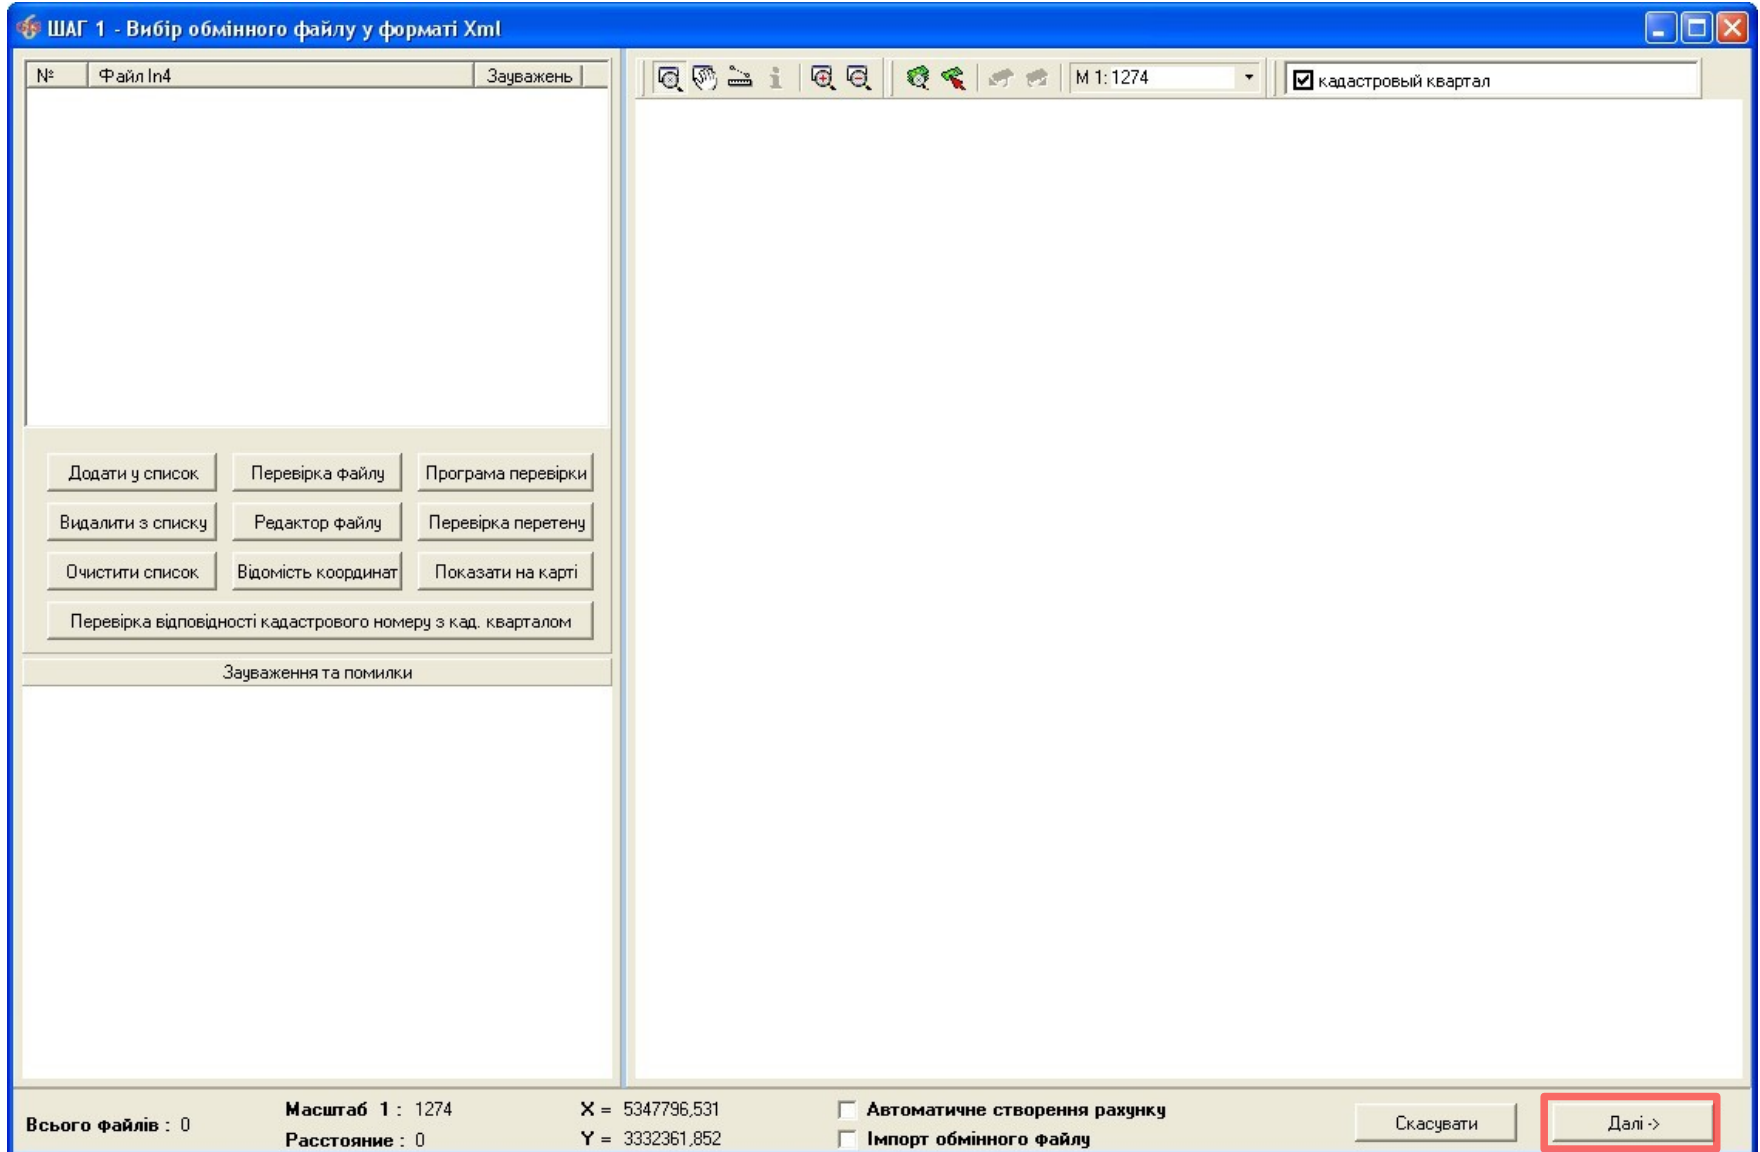 ШАГ 1 - Вибір обмінного файлу у форматі Xml
№ Файл In4 Зауважень
М 1: 1274
кадастровый квартал
Додати у список Перевірка файлу Програма перевірки
Видалити з списку Редактор файлу Перевірка перетену
Очистити список Відомість координат Показати на карті
Перевірка відповідності кадастрового номеру з кад. кварталом
Зауваження та помилки
Всього файлів : 0
Масштаб 1 : 1274
Расстояние : 0
X = 5347796,531
Y = 3332361,852
Автоматичне створення рахунку
Імпорт обмінного файлу
Скасувати
Далі ->